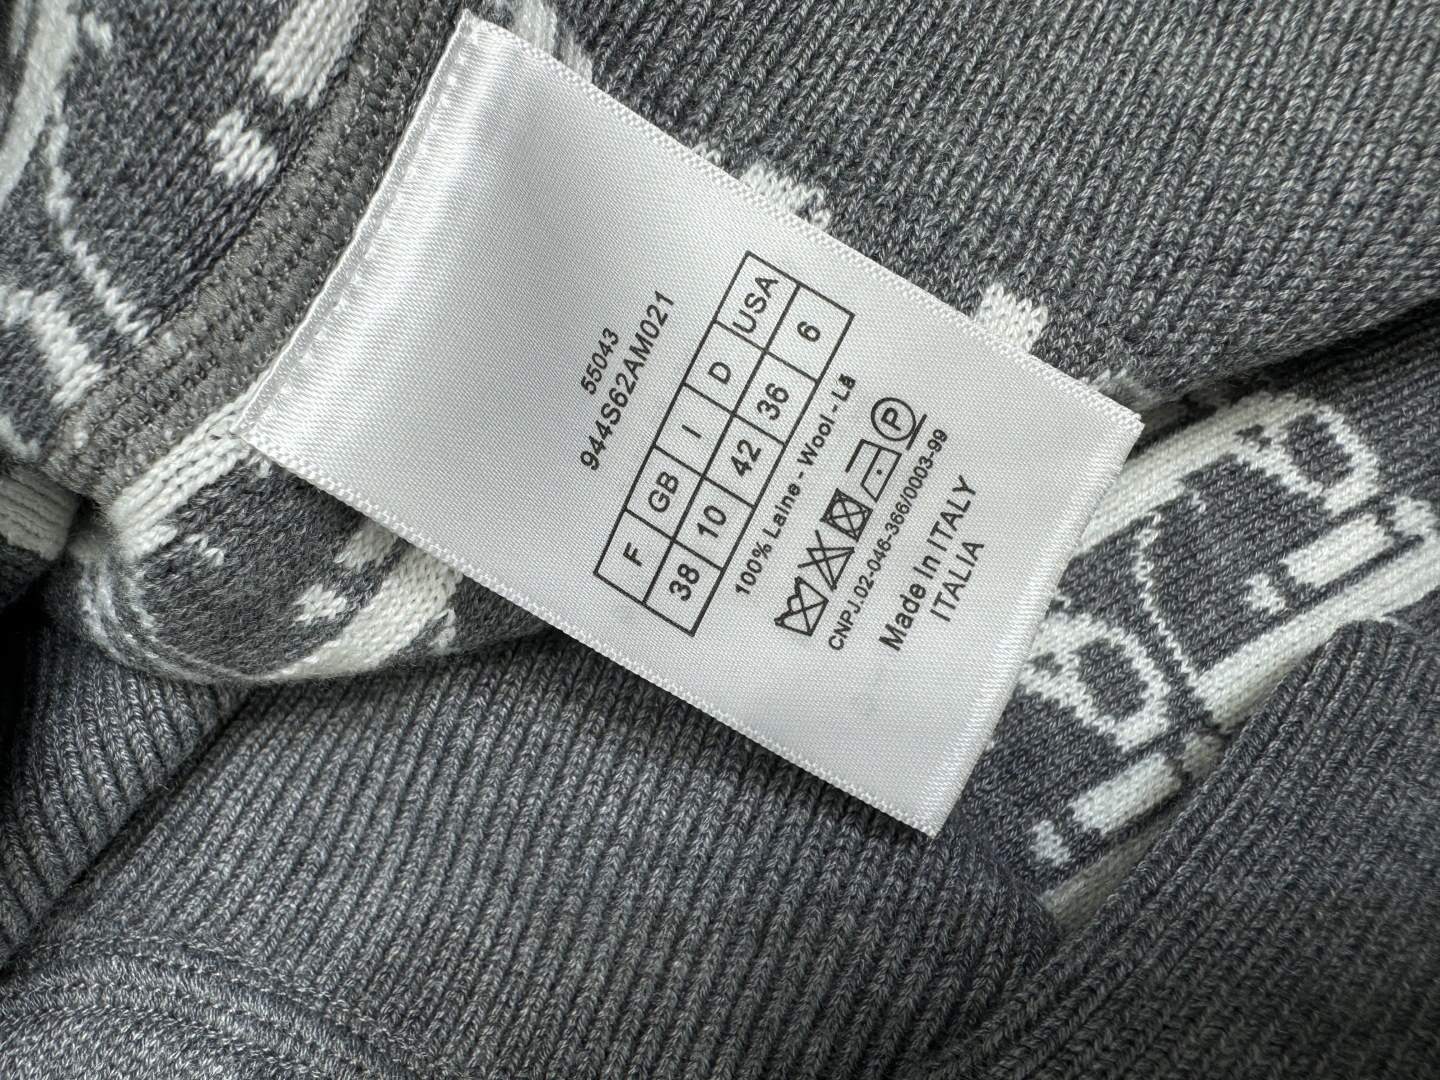 55043
944S62AM021
F GB I D USA
38 10 42 36 6
100% Laine - Wool - Lã
P
CNPJ.02-046-366/0003-99
Made In ITALY
ITALIA